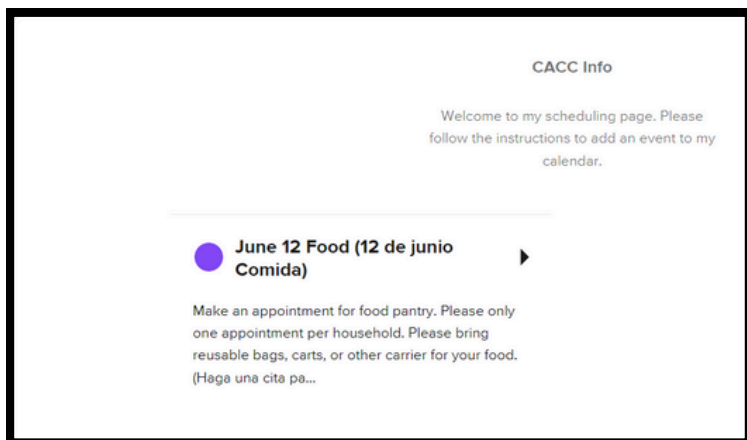 CACC Info
Welcome to my scheduling page. Please
follow the instructions to add an event to my
calendar.
June 12 Food (12 de junio
Comida)
Make an appointment for food pantry. Please only
one appointment per household. Please bring
reusable bags, carts, or other carrier for your food.
(Haga una cita pa...